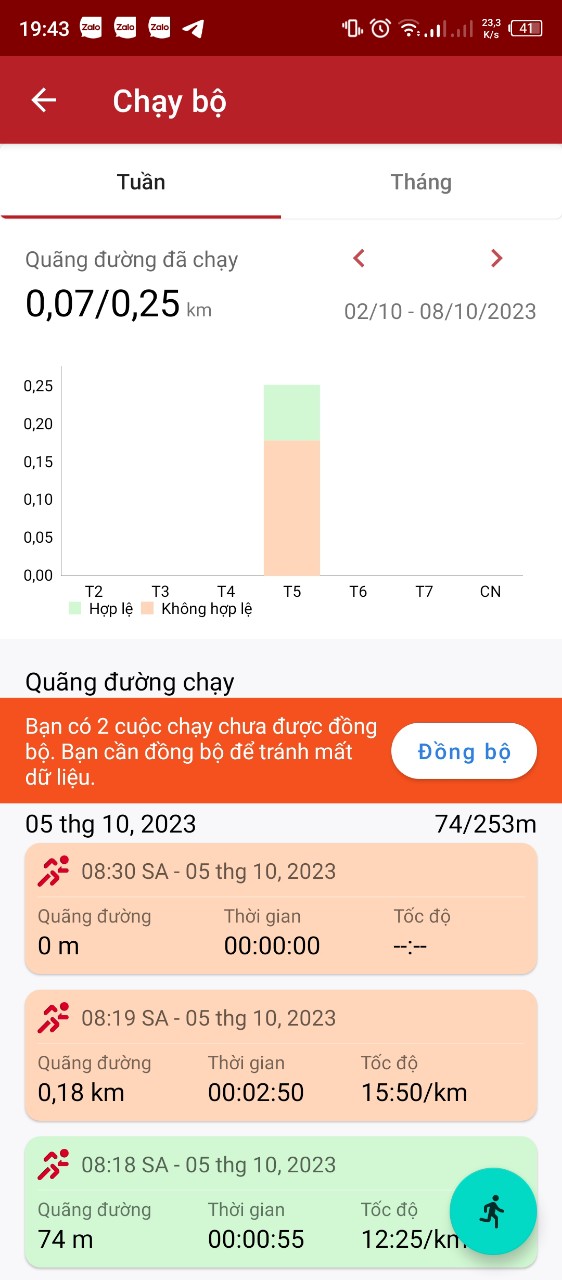 19:43 Zalo Zalo Zalo 23,3 K/s 41
Chạy bộ
Tuần Tháng
Quãng đường đã chạy
0,07/0,25 km
02/10 - 08/10/2023
0,25
0,20
0,15
0,10
0,05
0,00
T2 T3 T4 T5 T6 T7 CN
Hợp lệ Không hợp lệ
Quãng đường chạy
Bạn có 2 cuộc chạy chưa được đồng
bộ. Bạn cần đồng bộ để tránh mất
dữ liệu.
Đồng bộ
05 thg 10, 2023 74/253m
08:30 SA - 05 thg 10, 2023
Quãng đường Thời gian Tốc độ
0 m 00:00:00 --:--
08:19 SA - 05 thg 10, 2023
Quãng đường Thời gian Tốc độ
0,18 km 00:02:50 15:50/km
08:18 SA - 05 thg 10, 2023
Quãng đường Thời gian Tốc độ
74 m 00:00:55 12:25/km